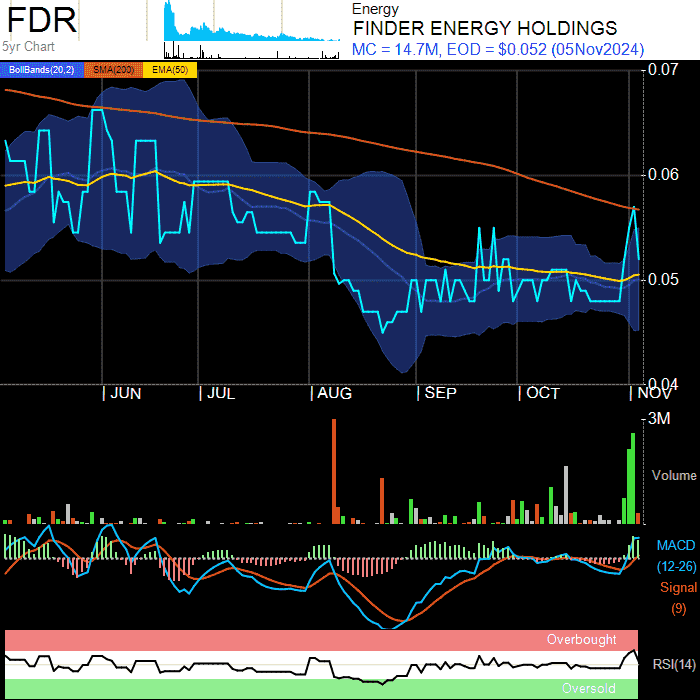 FDR
5yr Chart
Energy
FINDER ENERGY HOLDINGS
MC = 14.7M, EOD = $0.052 (05Nov2024)
BollBands(20,2) SMA(200) EMA(50)
0.07
0.06
0.05
0.04
JUN JUL AUG SEP OCT NOV
3M
Volume
MACD
(12-26)
Signal
(9)
Overbought
RSI(14)
Oversold